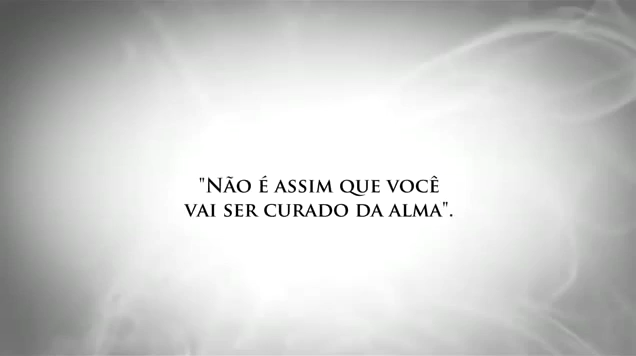 "Não é assim que você
vai ser curado da alma".